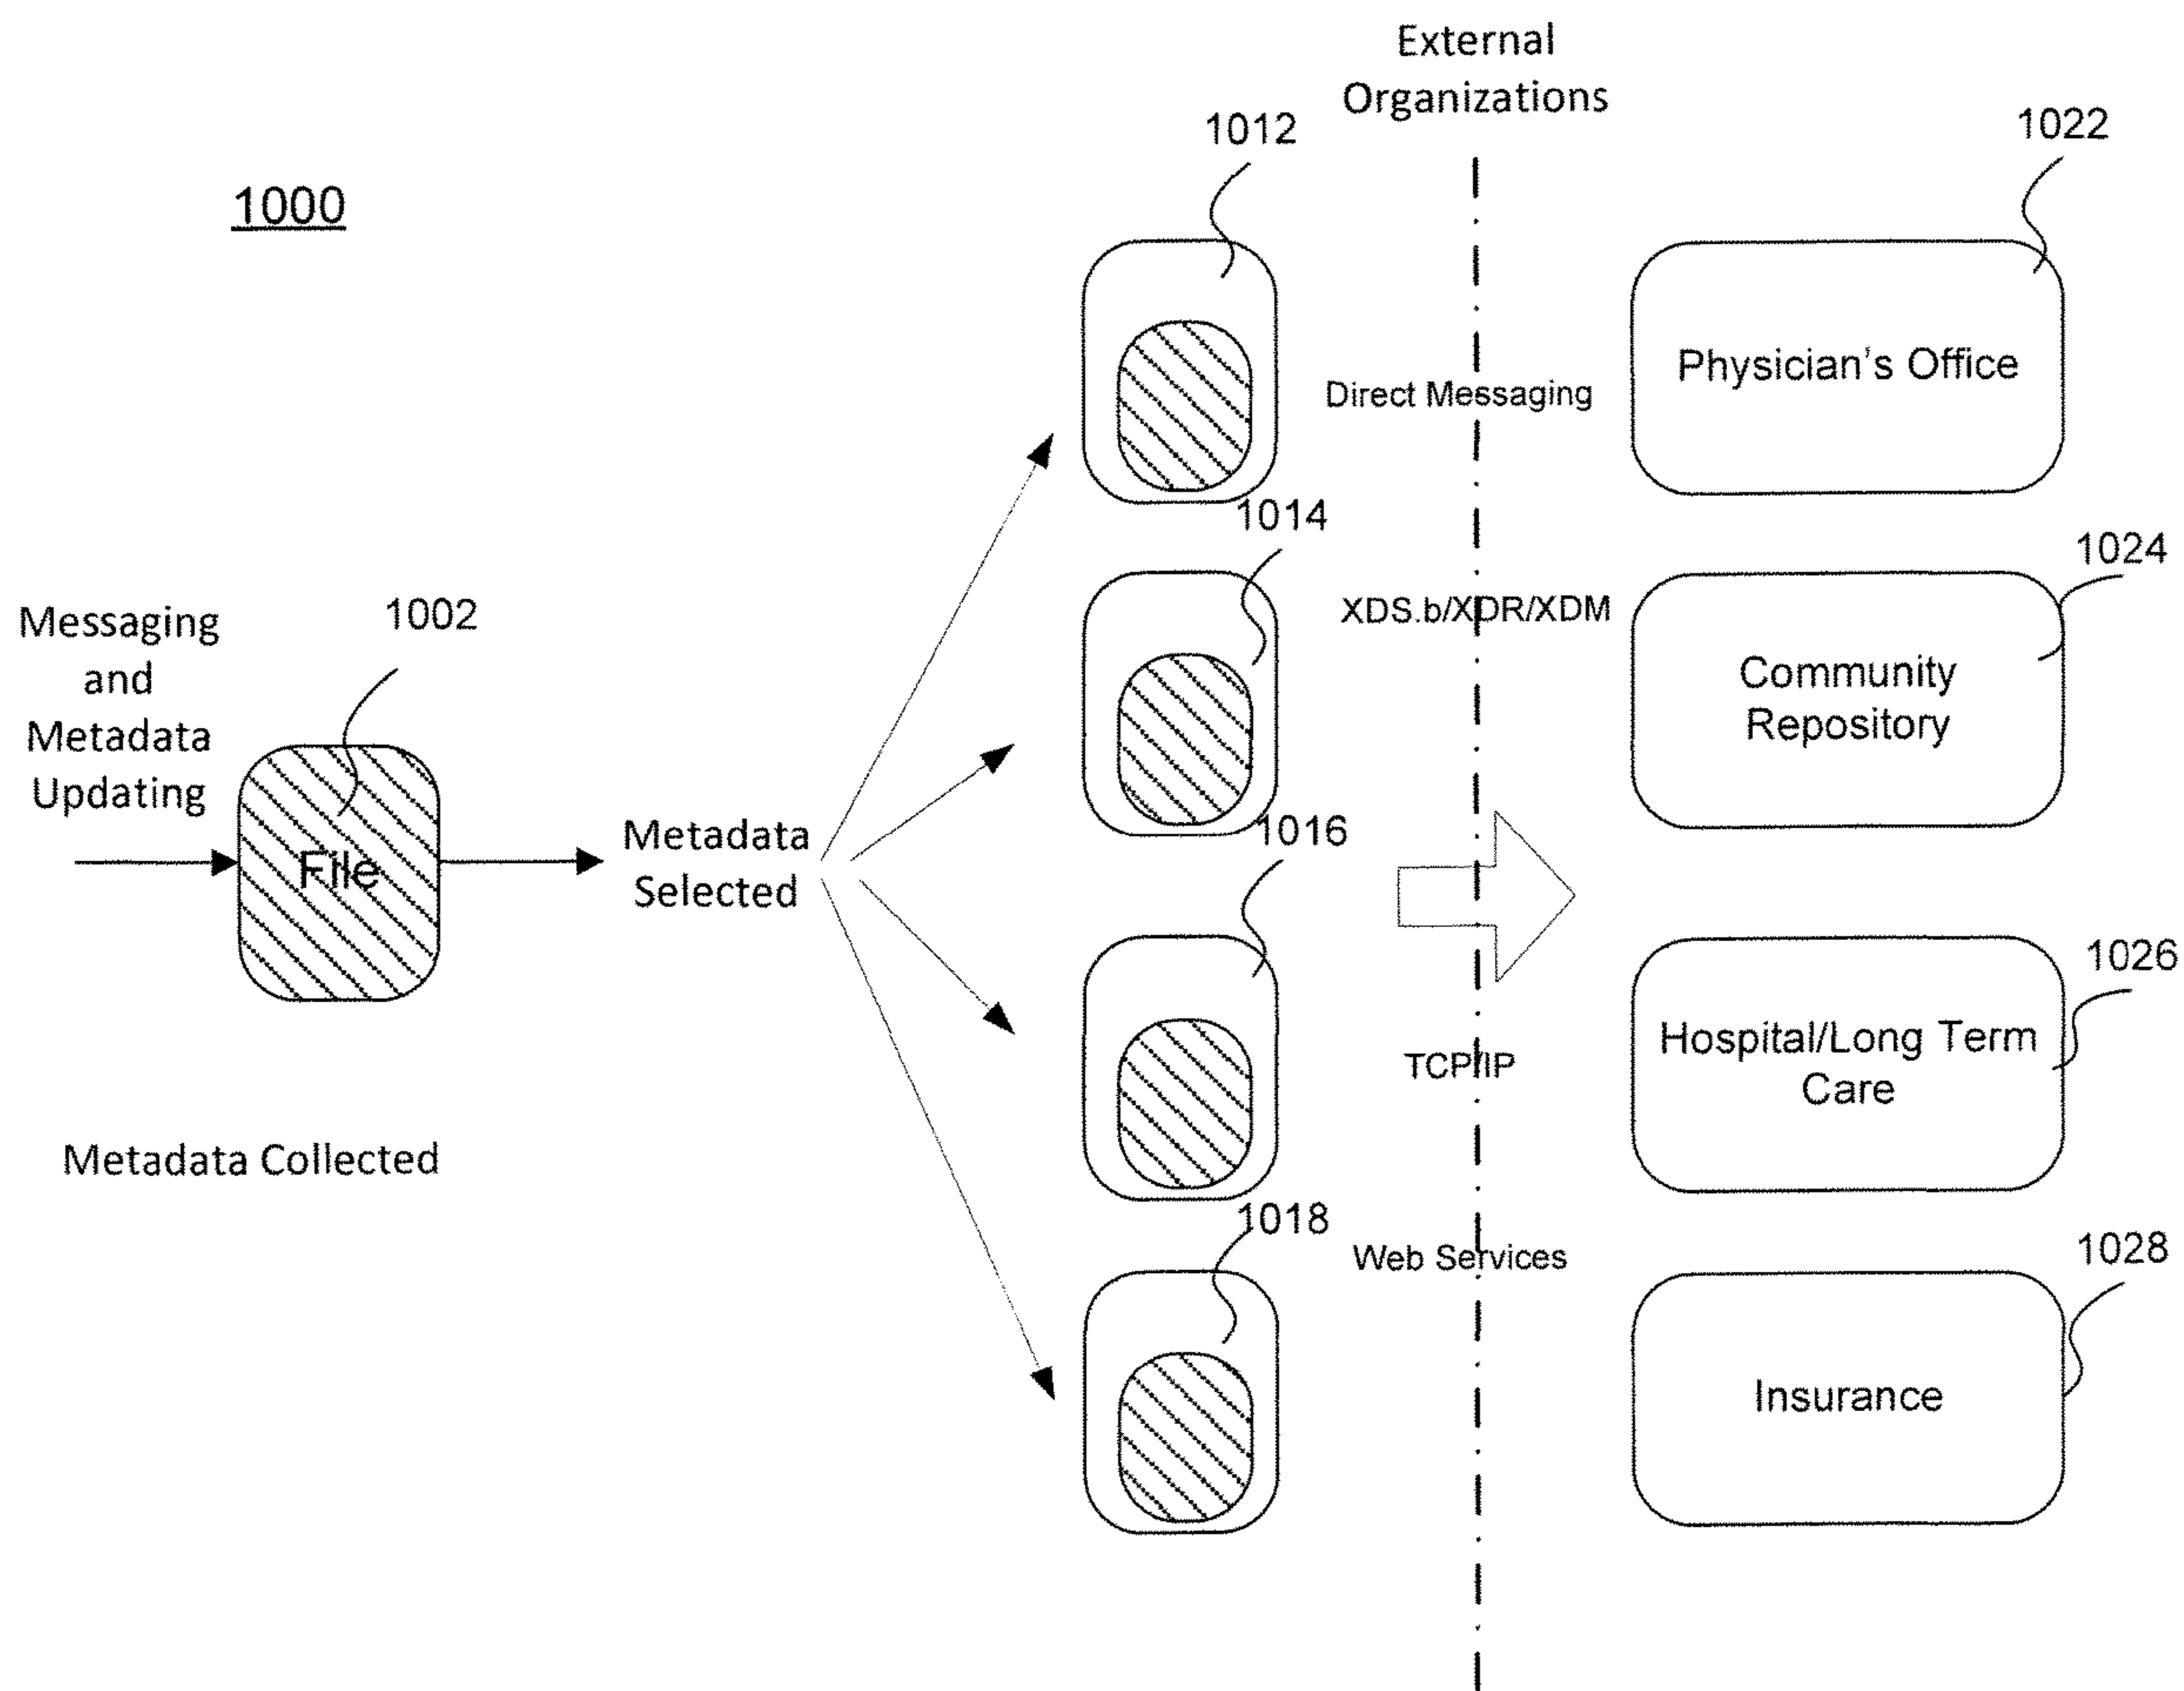 External
Organizations
1012
1022
1000
Physician's Office
Direct Messaging
1014
1024
XDS.b/XDR/XDM
Community
Repository
Messaging
and
Metadata
Updating
1002
File
Metadata
Selected
1016
1026
Hospital/Long Term
Care
TCP/IP
Metadata Collected
1018
1028
Web Services
Insurance